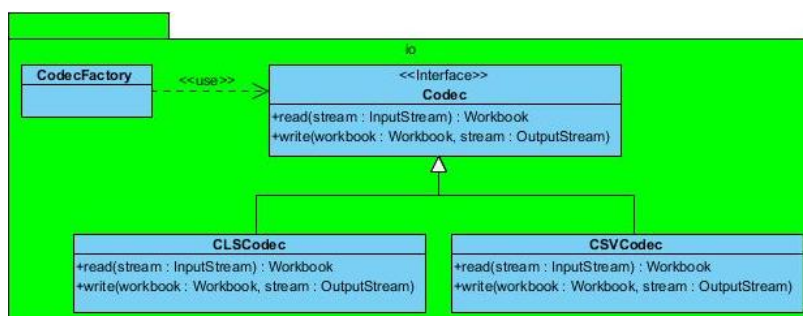 io
CodecFactory
<<use>>
<<Interface>>
Codec
+read(stream : InputStream) : Workbook
+write(workbook : Workbook, stream : OutputStream)
CLSCodec
+read(stream : InputStream) : Workbook
+write(workbook : Workbook, stream : OutputStream)
CSVCodec
+read(stream : InputStream) : Workbook
+write(workbook : Workbook, stream : OutputStream)